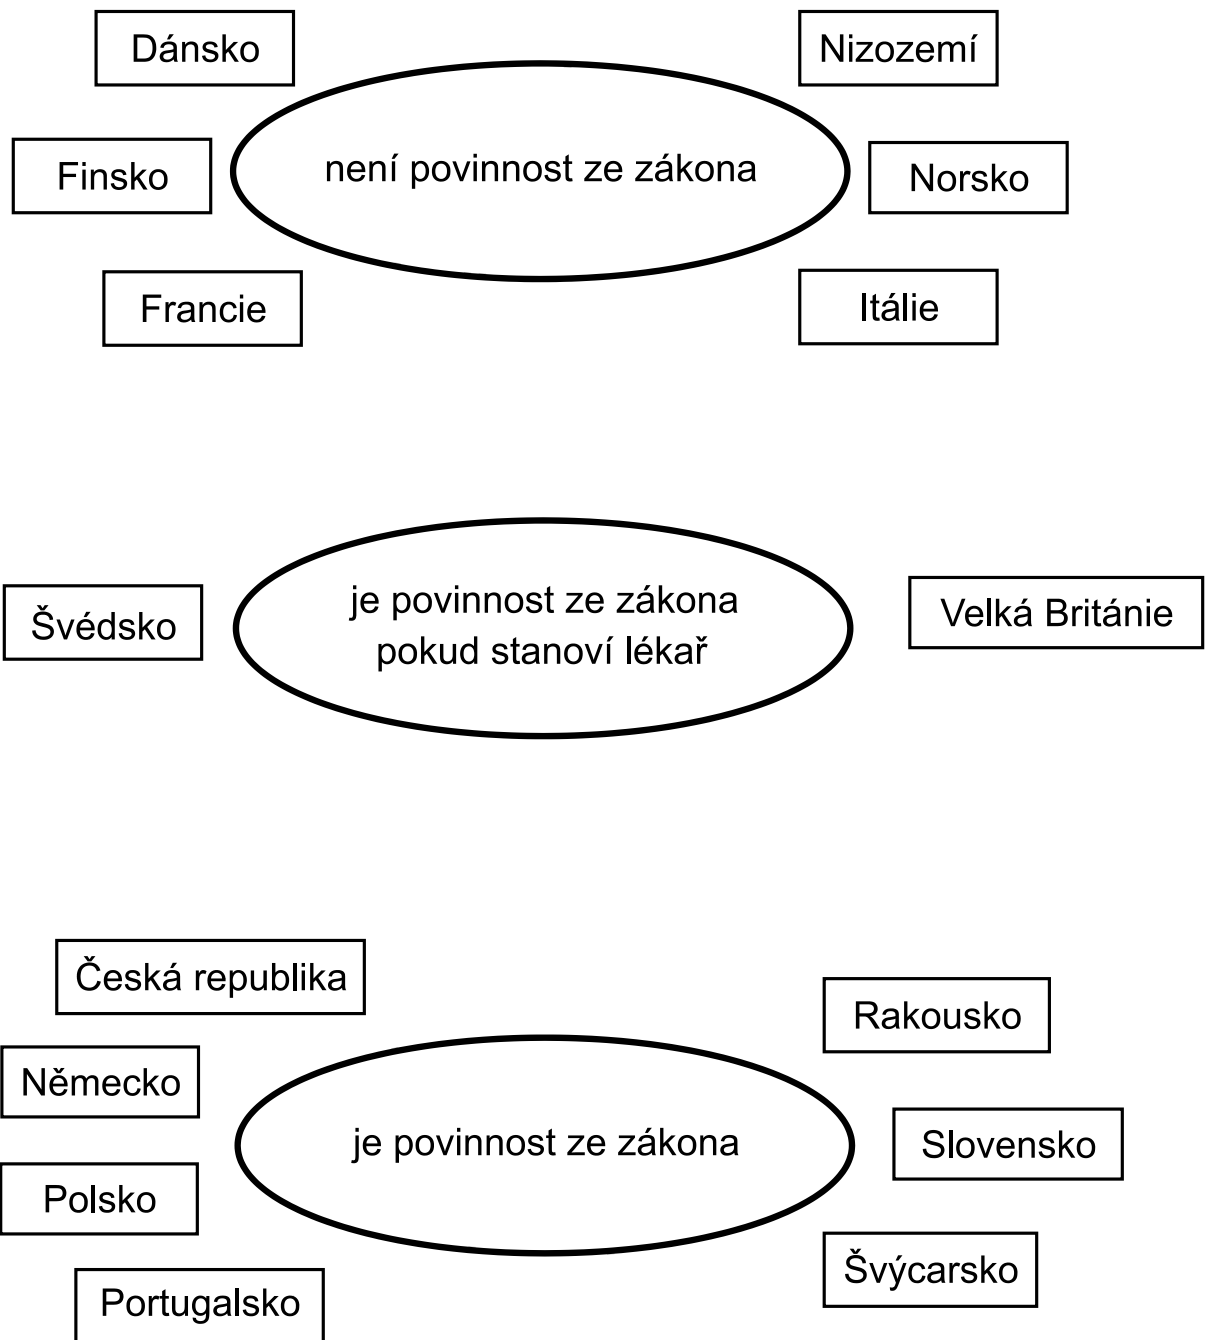 Dánsko
Nizozemí
Finsko
není povinnost ze zákona
Norsko
Francie
Itálie
Švédsko
je povinnost ze zákona
pokud stanoví lékař
Velká Británie
Česká republika
Rakousko
Německo
je povinnost ze zákona
Slovensko
Polsko
Švýcarsko
Portugalsko